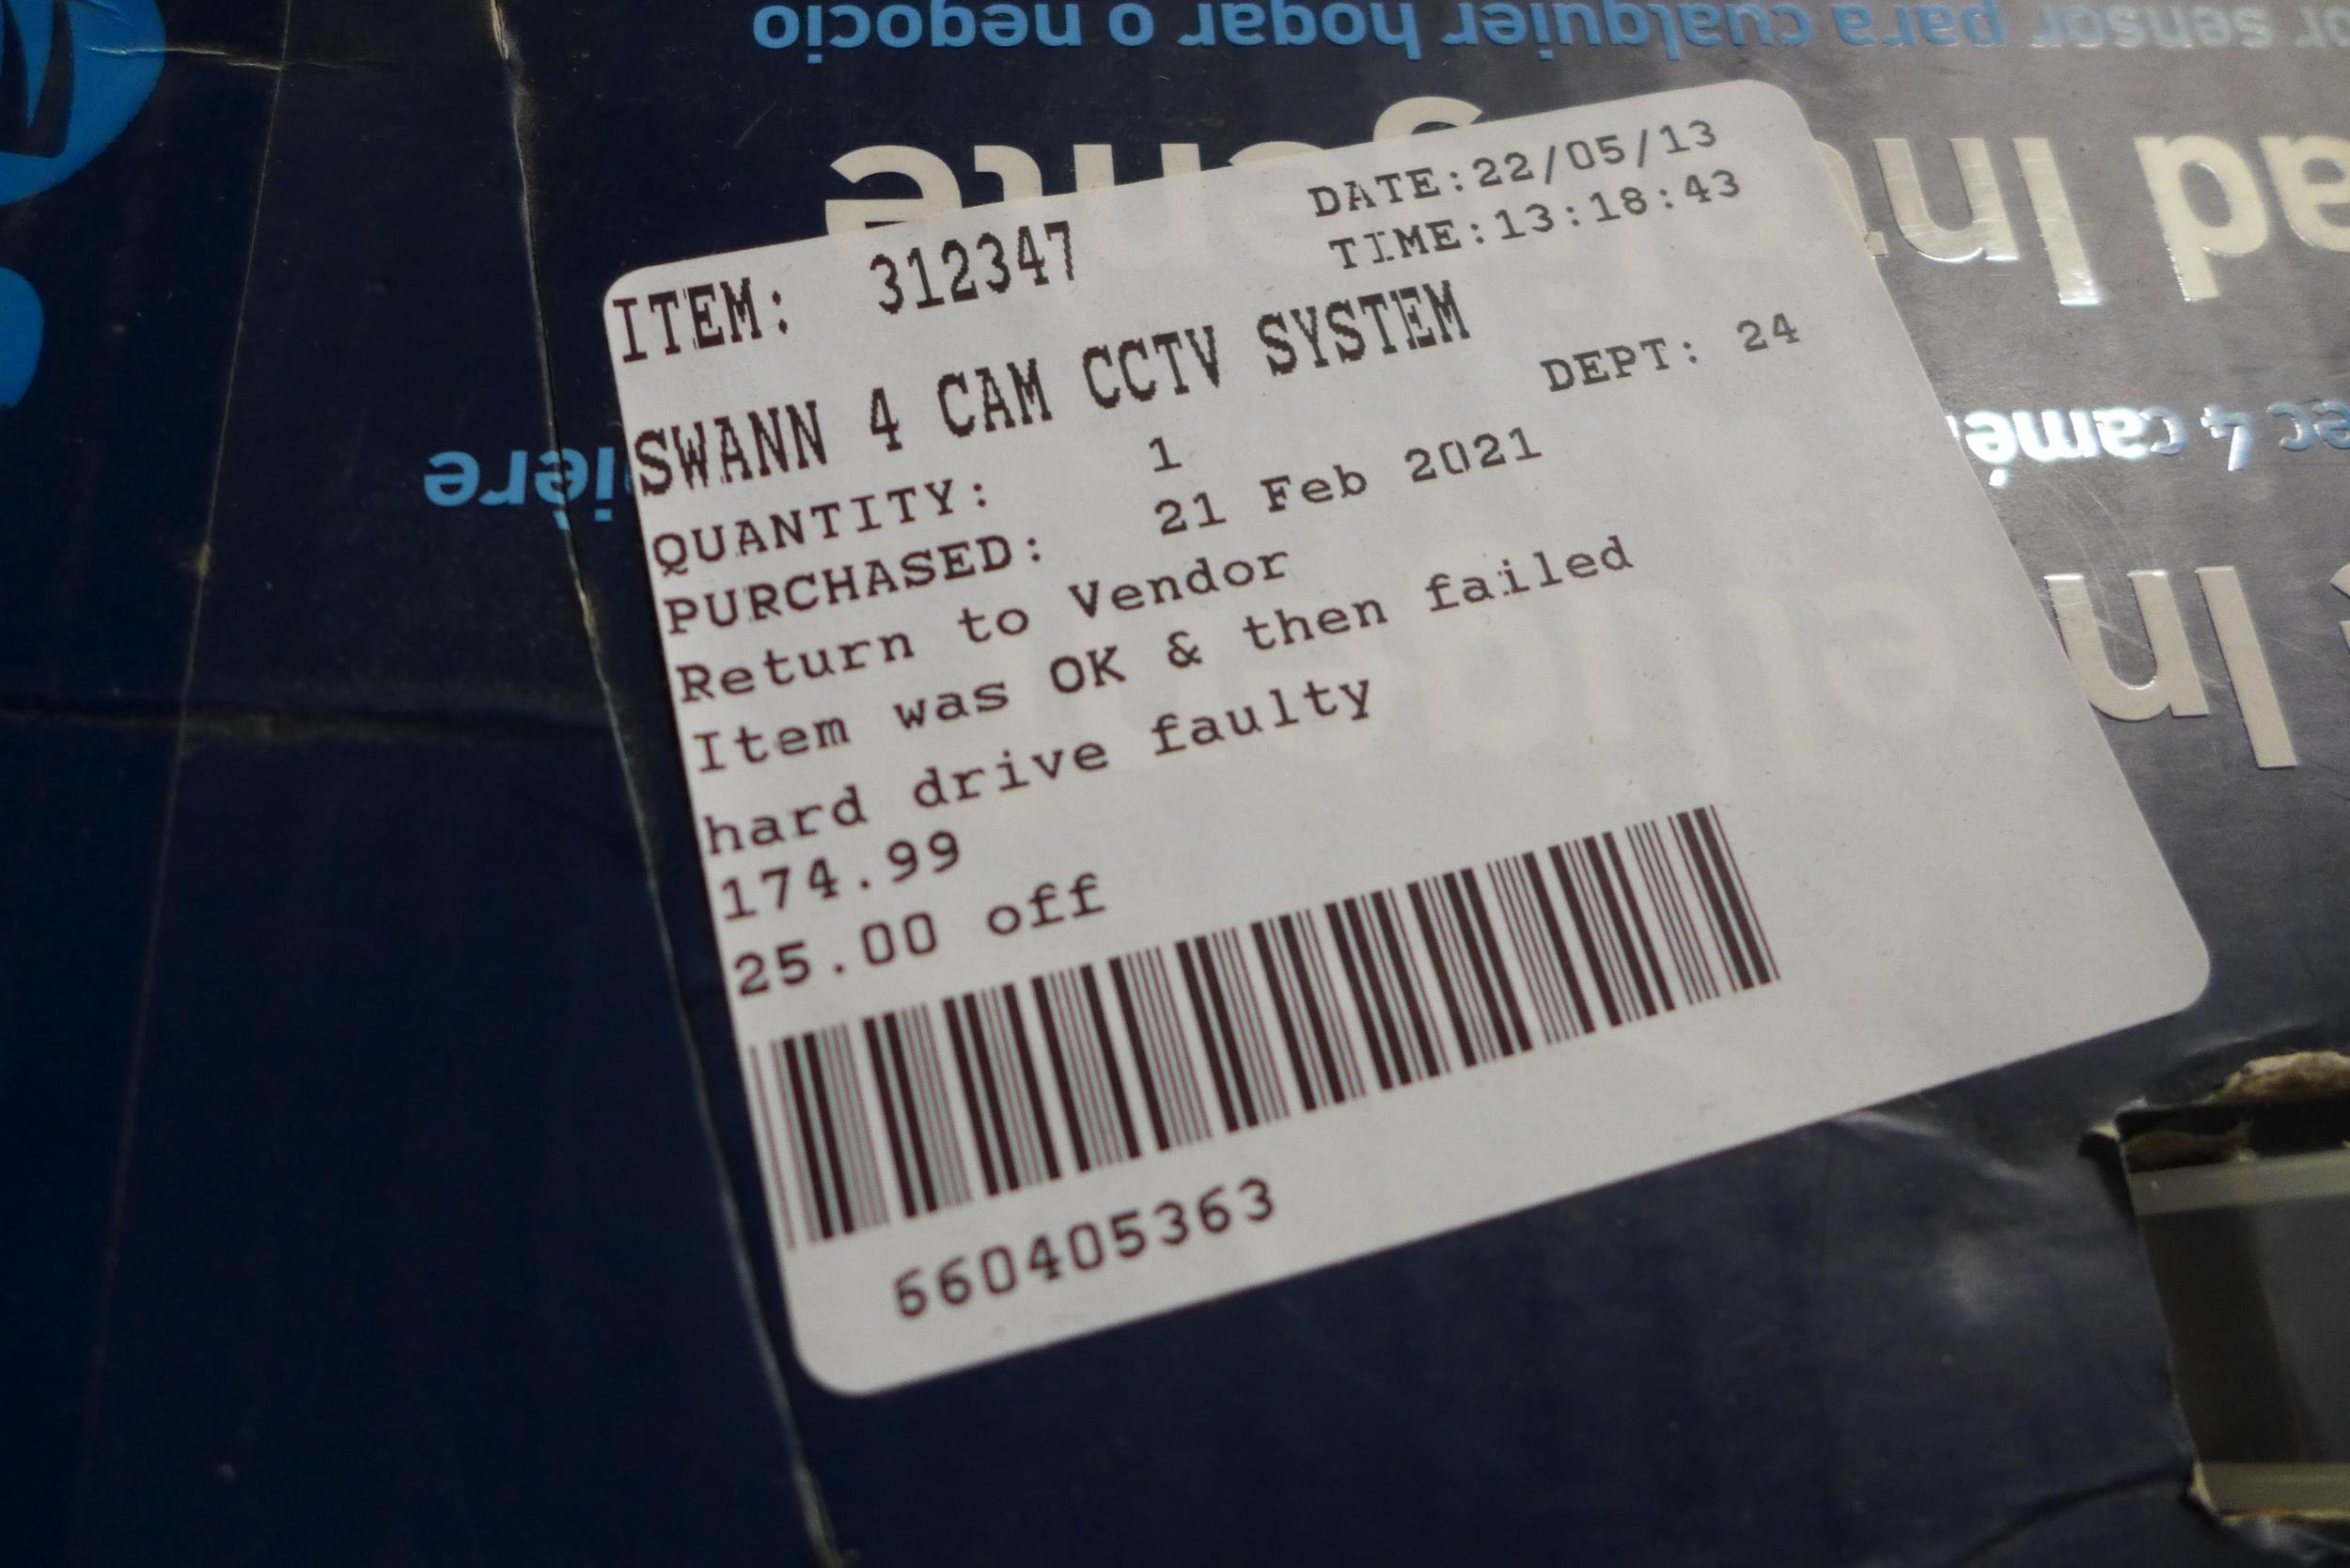 or sensor para cualquier hogar o negocio
ITEM: 312347
DATE:22/05/13
TIME:13:18:43
SWANN 4 CAM CCTV SYSTEM
DEPT: 24
QUANTITY: 1
PURCHASED: 21 Feb 2021
Return to Vendor
Item was OK & then failed
hard drive faulty
174.99
25.00 off
660405363